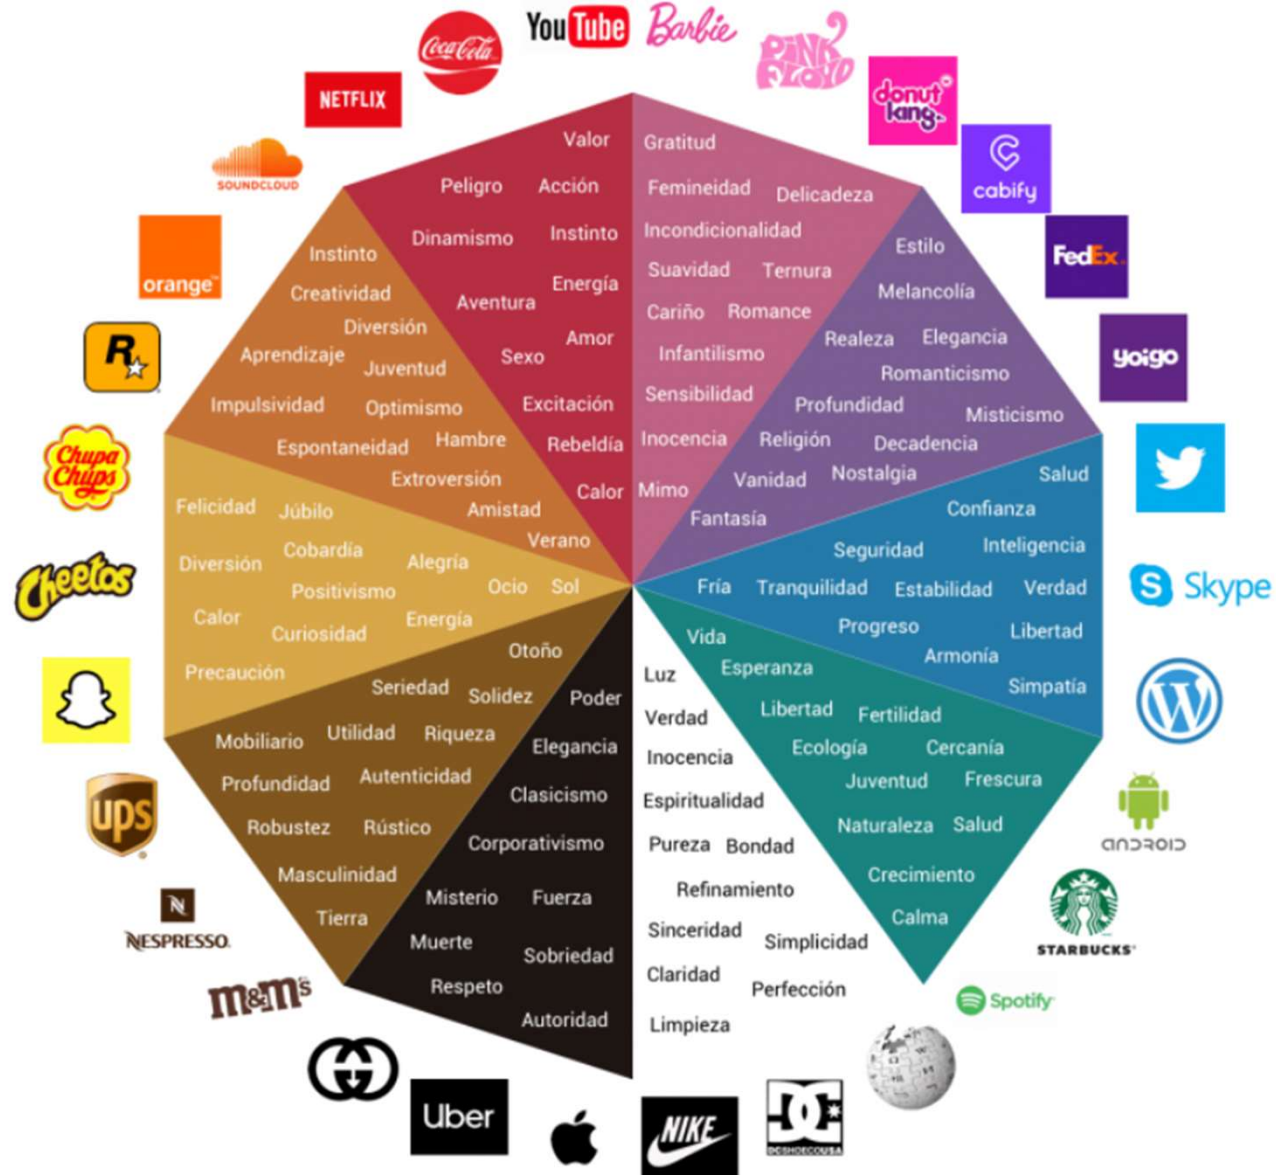 YouTube
Barbie
PINK FLOYD
donut king
cabify
FedEx
yoigo
Skype
ANDROID
STARBUCKS
Spotify
W
DC
DCSHOECOUSA
NIKE
Uber
m&m's
N
NESPRESSO
ups
Cheetos
Chupa Chups
R
orange
SOUNDCLOUD
NETFLIX
Coca-Cola
Valor
Peligro
Acción
Dinamismo
Instinto
Energía
Aventura
Amor
Sexo
Excitación
Rebeldía
Calor
Gratitud
Femineidad
Delicadeza
Incondicionalidad
Suavidad
Ternura
Cariño
Romance
Infantilismo
Sensibilidad
Inocencia
Mimo
Estilo
Melancolía
Realeza
Elegancia
Romanticismo
Profundidad
Misticismo
Religión
Decadencia
Vanidad
Nostalgia
Fantasía
Salud
Confianza
Seguridad
Inteligencia
Fría
Tranquilidad
Estabilidad
Verdad
Progreso
Libertad
Armonía
Simpatía
Vida
Esperanza
Libertad
Fertilidad
Ecología
Cercanía
Juventud
Frescura
Naturaleza
Salud
Crecimiento
Calma
Luz
Verdad
Inocencia
Espiritualidad
Pureza
Bondad
Refinamiento
Sinceridad
Simplicidad
Claridad
Perfección
Limpieza
Poder
Elegancia
Clasicismo
Corporativismo
Misterio
Fuerza
Muerte
Sobriedad
Respeto
Autoridad
Otoño
Seriedad
Solidez
Mobiliario
Utilidad
Riqueza
Profundidad
Autenticidad
Robustez
Rústico
Masculinidad
Tierra
Felicidad
Júbilo
Diversión
Cobardía
Alegría
Positivismo
Ocio
Sol
Calor
Curiosidad
Energía
Precaución
Instinto
Creatividad
Diversión
Aprendizaje
Juventud
Impulsividad
Optimismo
Espontaneidad
Hambre
Extroversión
Amistad
Verano